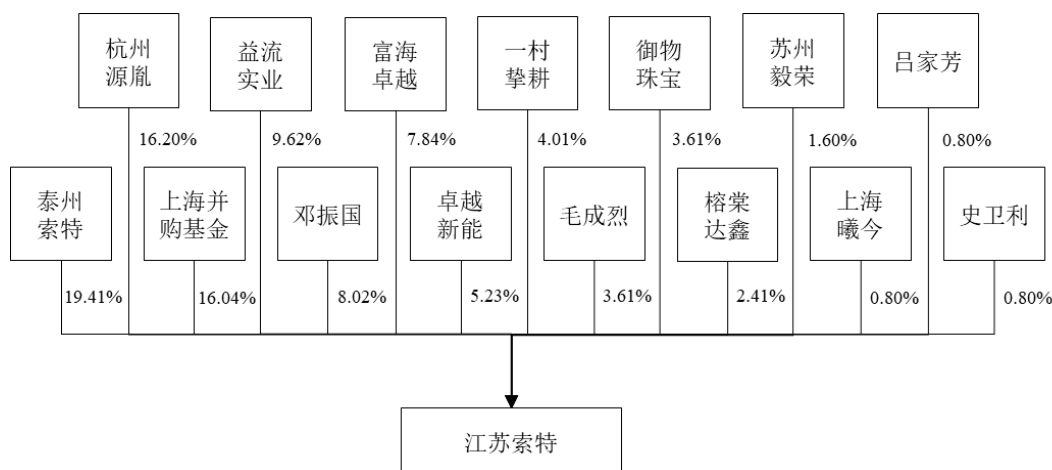 杭州
源胤
益流
实业
富海
卓越
一村
挚耕
御物
珠宝
苏州
毅荣
吕家芳
16.20%
9.62%
7.84%
4.01%
3.61%
1.60%
0.80%
泰州
索特
上海并
购基金
邓振国
卓越
新能
毛成烈
榕棠
达鑫
上海
曦今
史卫利
19.41%
16.04%
8.02%
5.23%
3.61%
2.41%
0.80%
0.80%
江苏索特